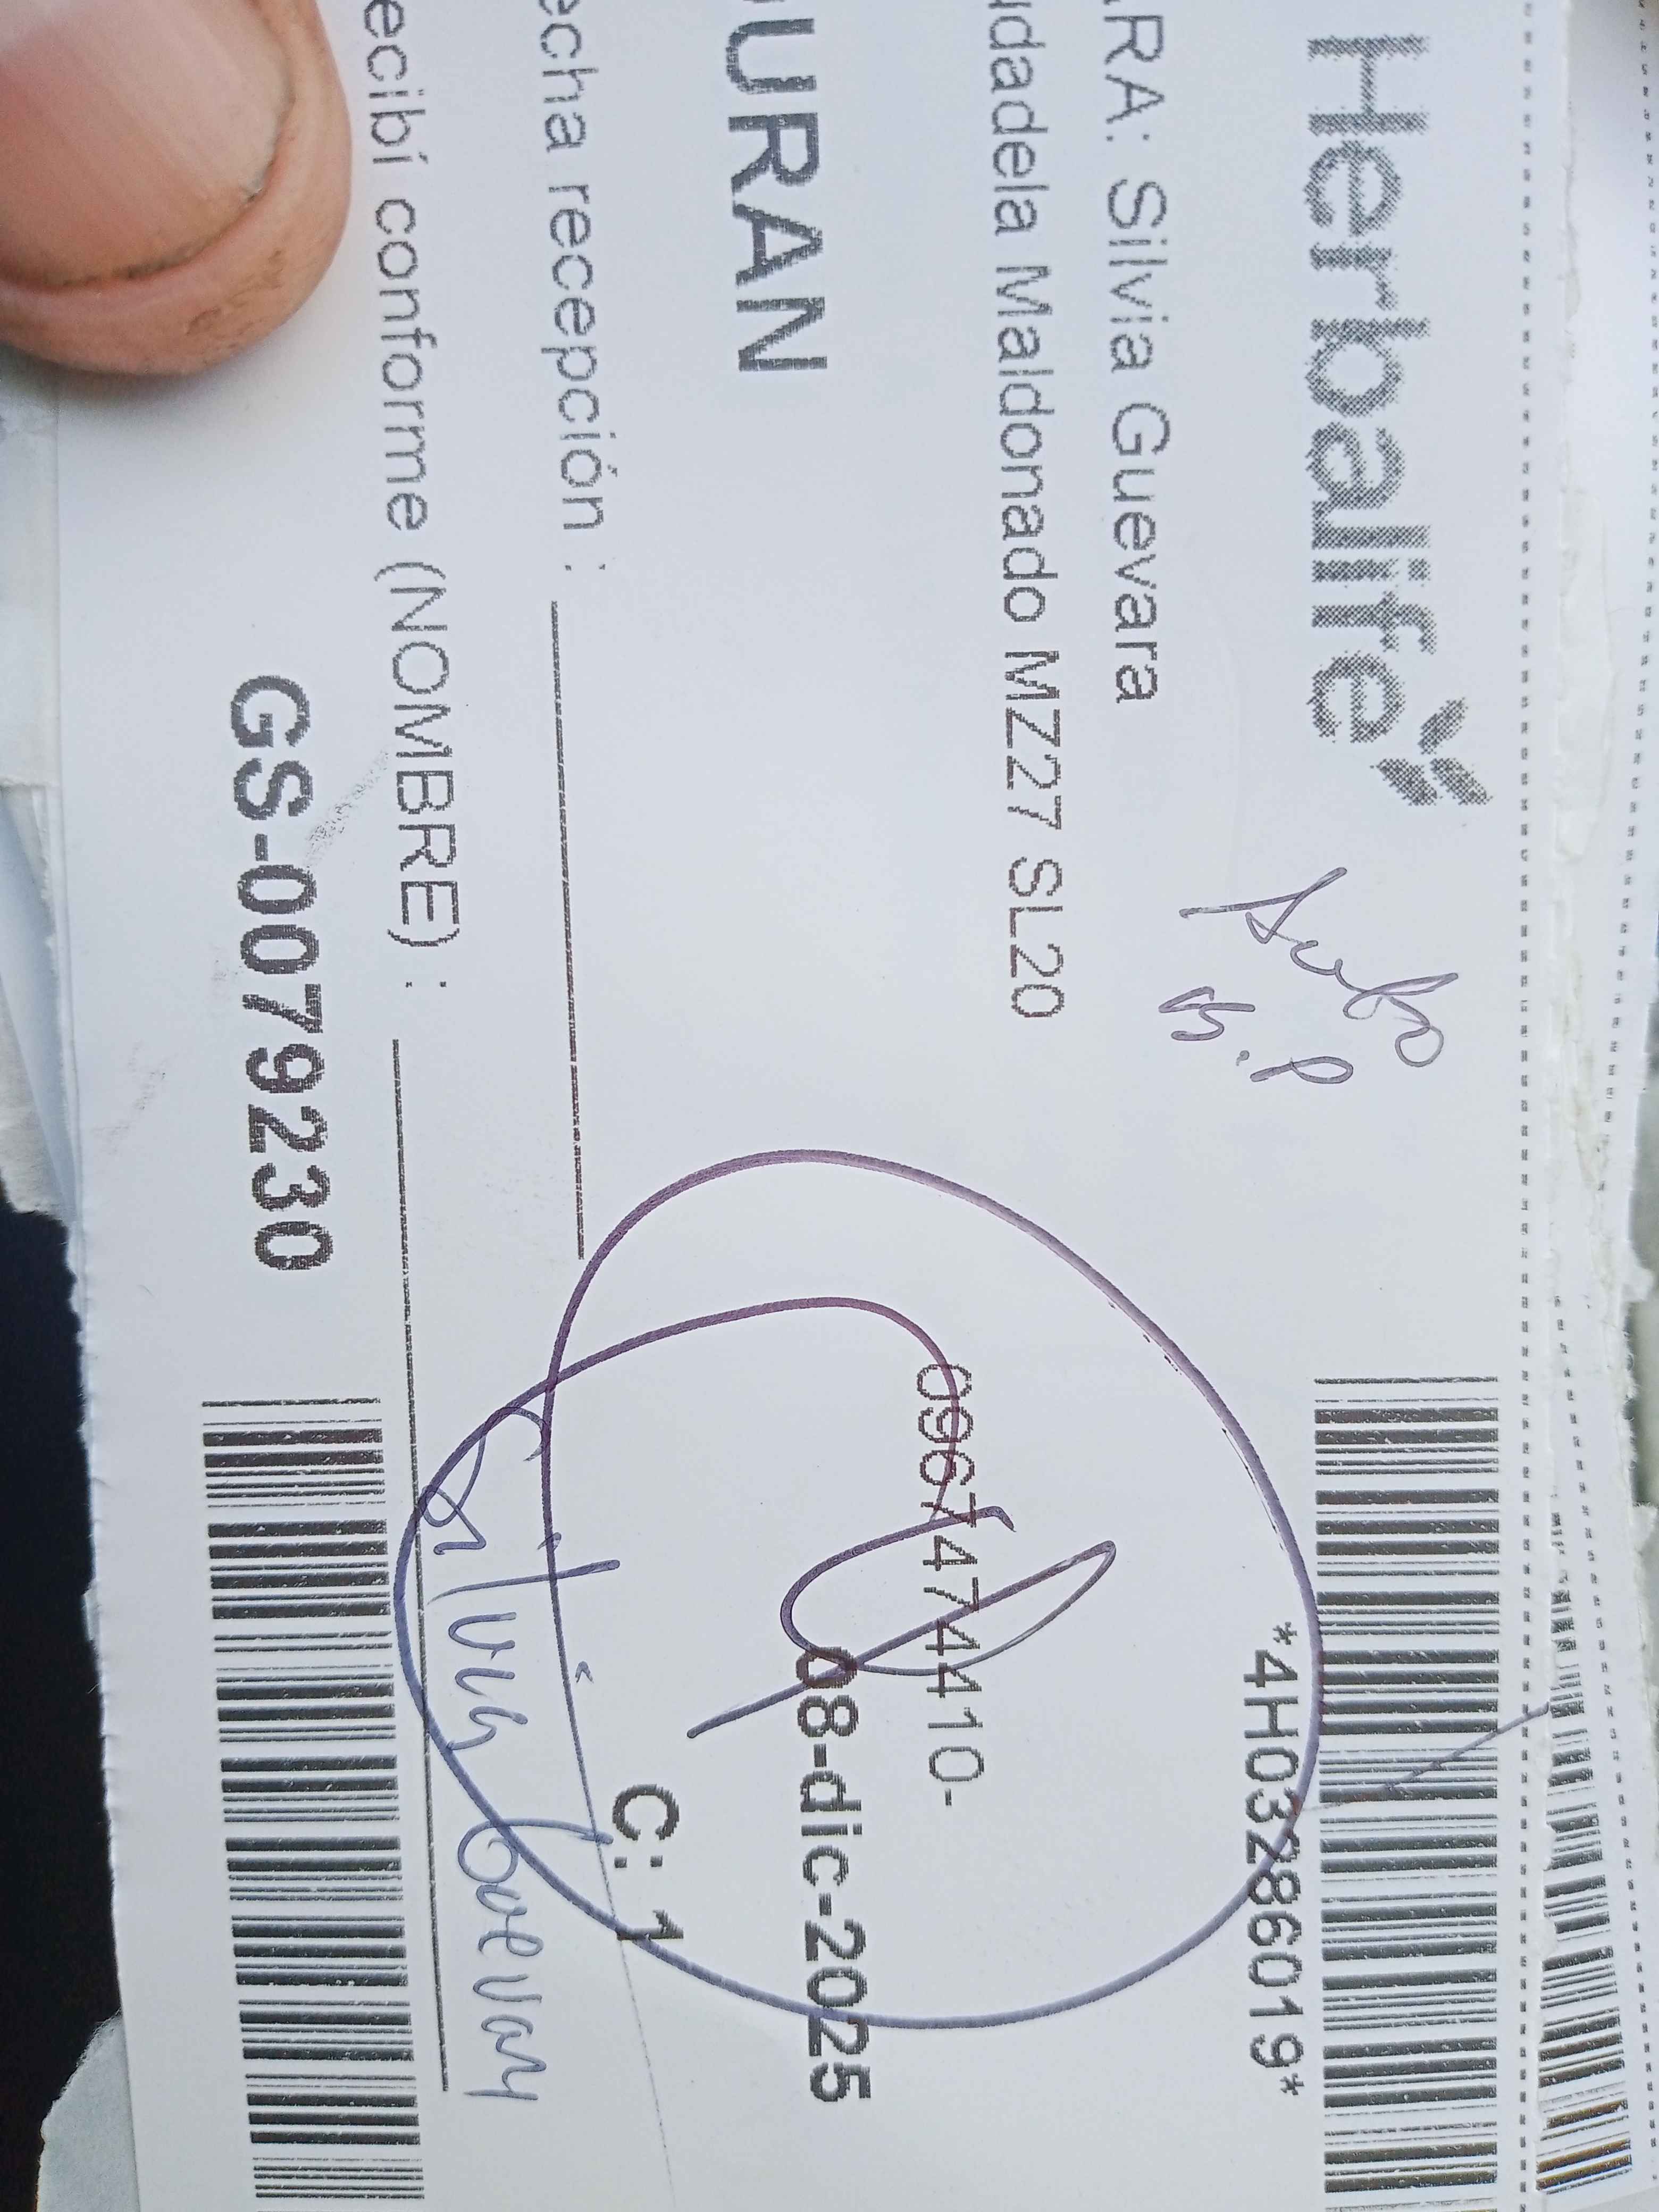 Herbalife
*4H03286019*
RA: Silvia Guevara
udadela Maldonado MZ27 SL20
0967474410-
URAN
08-dic-2025
echa recepción :
C: 1
ecibí conforme (NOMBRE) :
GS-0079230